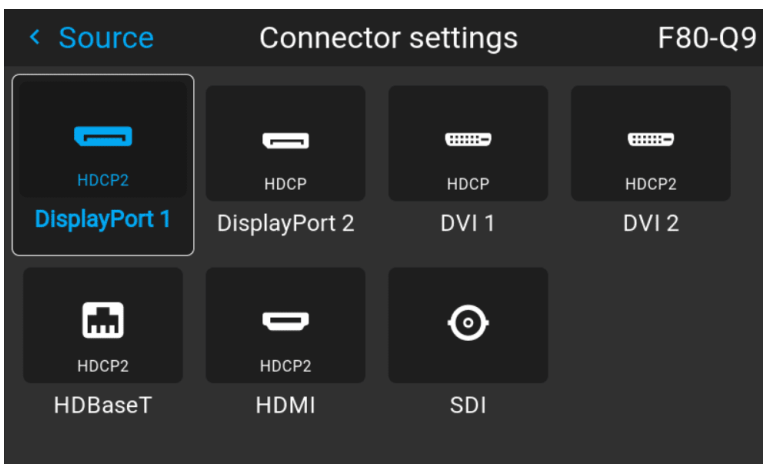 Source Connector settings F80-Q9
HDCP2 HDCP HDCP HDCP2
DisplayPort 1 DisplayPort 2 DVI 1 DVI 2
HDCP2 HDCP2
HDBaseT HDMI SDI